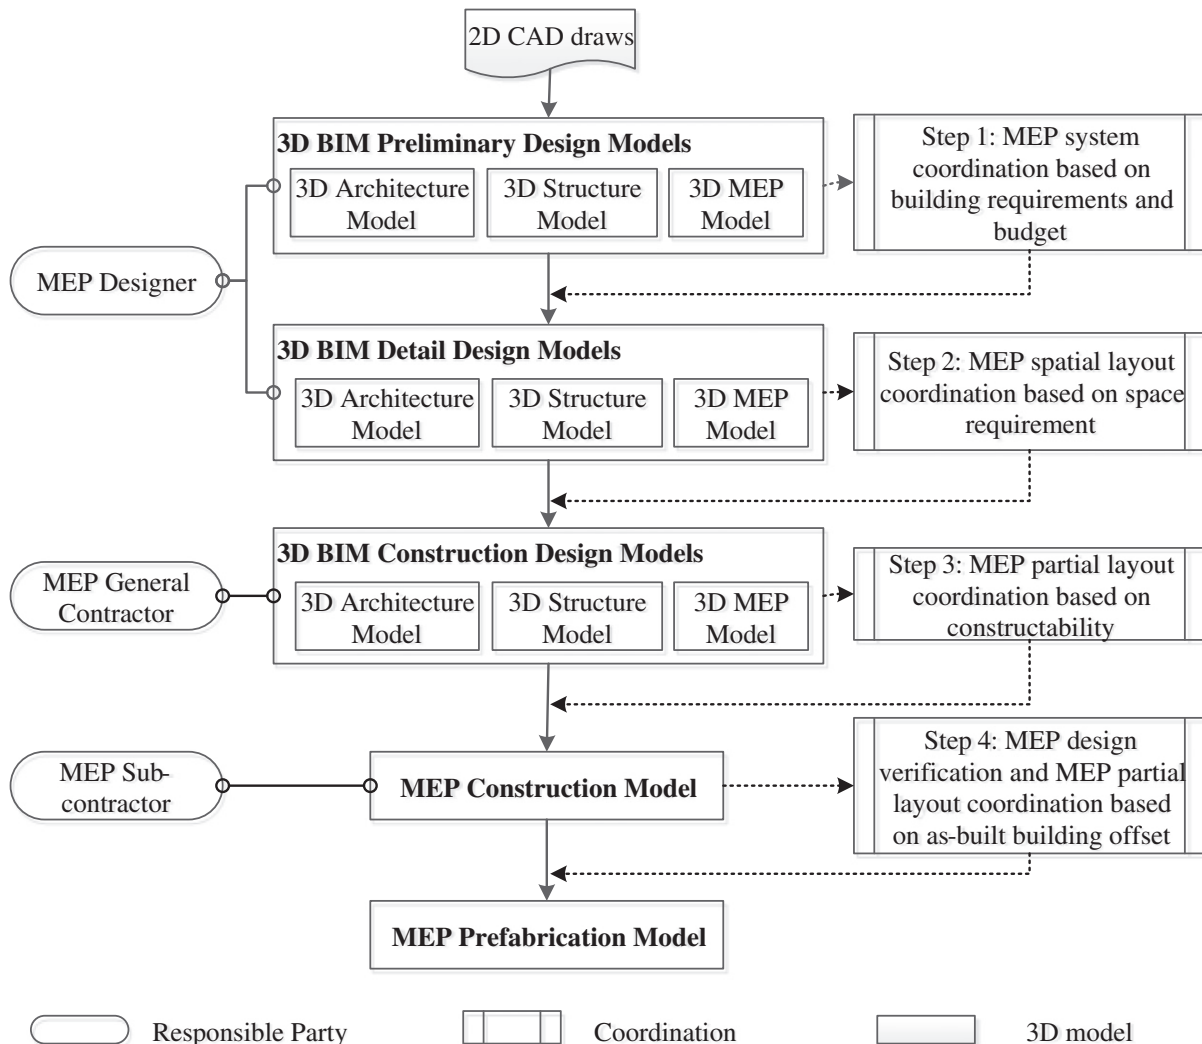 2D CAD draws
3D BIM Preliminary Design Models
3D Architecture
Model
3D Structure
Model
3D MEP
Model
Step 1: MEP system
coordination based on
building requirements and
budget
MEP Designer
3D BIM Detail Design Models
3D Architecture
Model
3D Structure
Model
3D MEP
Model
Step 2: MEP spatial layout
coordination based on space
requirement
3D BIM Construction Design Models
MEP General
Contractor
3D Architecture
Model
3D Structure
Model
3D MEP
Model
Step 3: MEP partial layout
coordination based on
constructability
MEP Sub-
contractor
MEP Construction Model
Step 4: MEP design
verification and MEP partial
layout coordination based
on as-built building offset
MEP Prefabrication Model
Responsible Party
Coordination
3D model